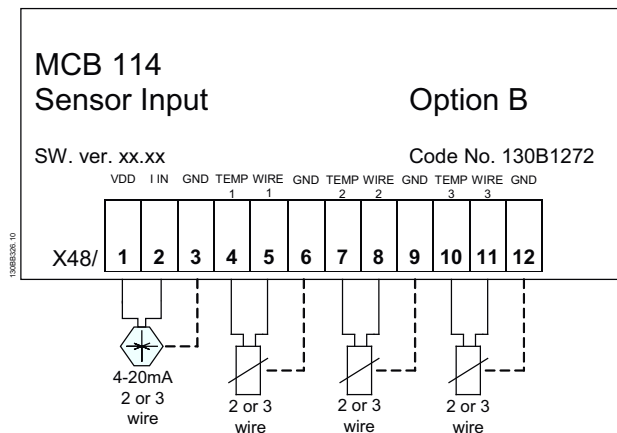 MCB 114
Sensor Input Option B
SW. ver. xx.xx Code No. 130B1272
VDD I IN GND TEMP WIRE GND TEMP WIRE GND TEMP WIRE GND
1 1 2 2 3 3
X48/ 1 2 3 4 5 6 7 8 9 10 11 12
130BB326.10
4-20mA
2 or 3 2 or 3 2 or 3 2 or 3
wire wire wire wire